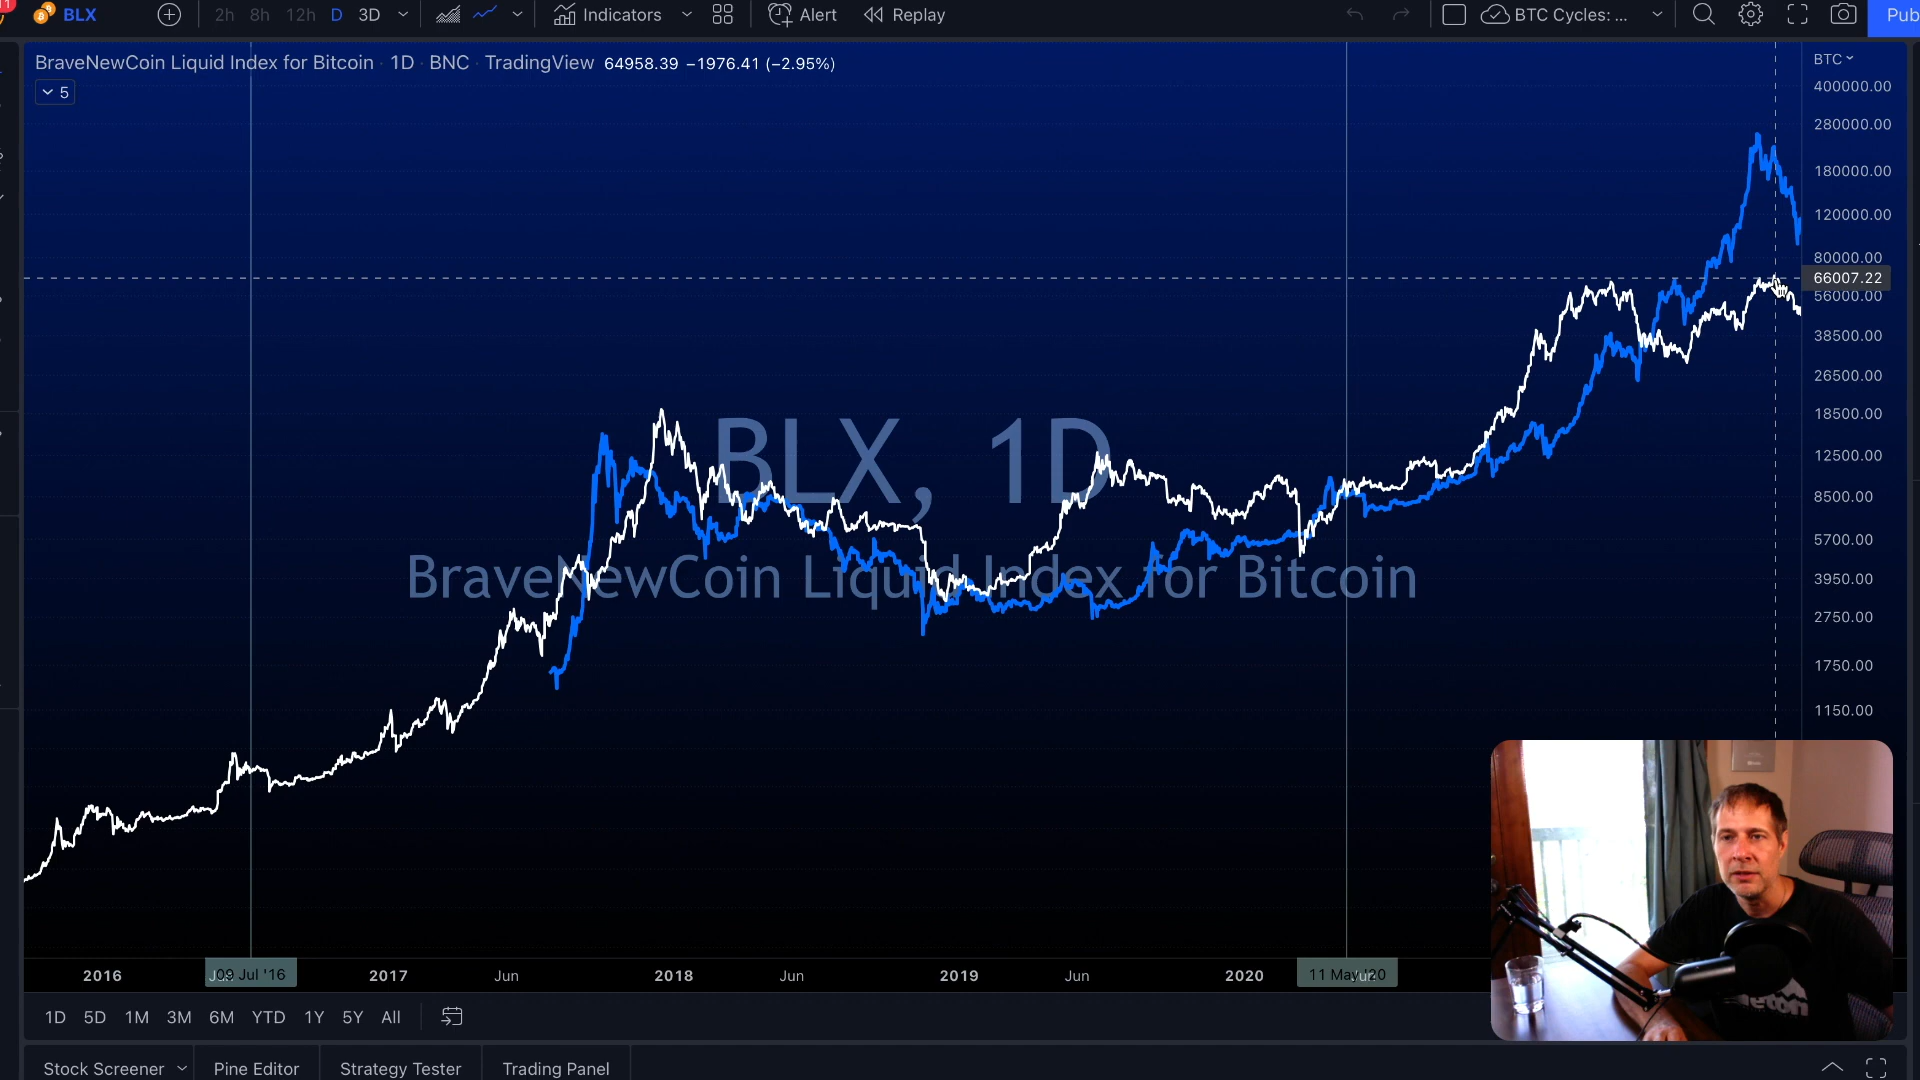 11 BLX 2h 8h 12h D 3D Indicators Alert Replay BTC Cycles: ... Pub
BraveNewCoin Liquid Index for Bitcoin 1D BNC TradingView 64958.39 −1976.41 (−2.95%) BTC
5
400000.00
280000.00
180000.00
120000.00
80000.00
66007.22
56000.00
38500.00
26500.00
18500.00
12500.00
8500.00
5700.00
3950.00
2750.00
1750.00
1150.00
BLX, 1D
BraveNewCoin Liquid Index for Bitcoin
2016 09 Jul '16 2017 Jun 2018 Jun 2019 Jun 2020 11 May '20
1D 5D 1M 3M 6M YTD 1Y 5Y All
Stock Screener Pine Editor Strategy Tester Trading Panel